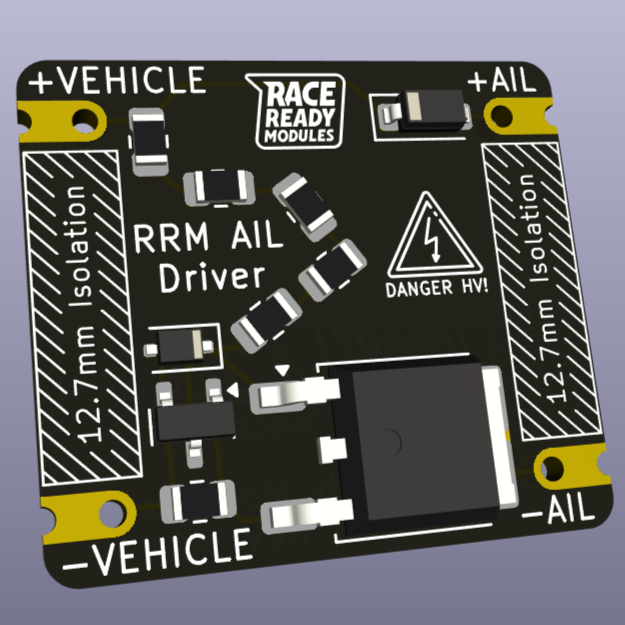 +VEHICLE
RACE
READY
MODULES
+AIL
12.7mm Isolation
RRM AIL
Driver
DANGER HV!
12.7mm Isolation
−VEHICLE
−AIL